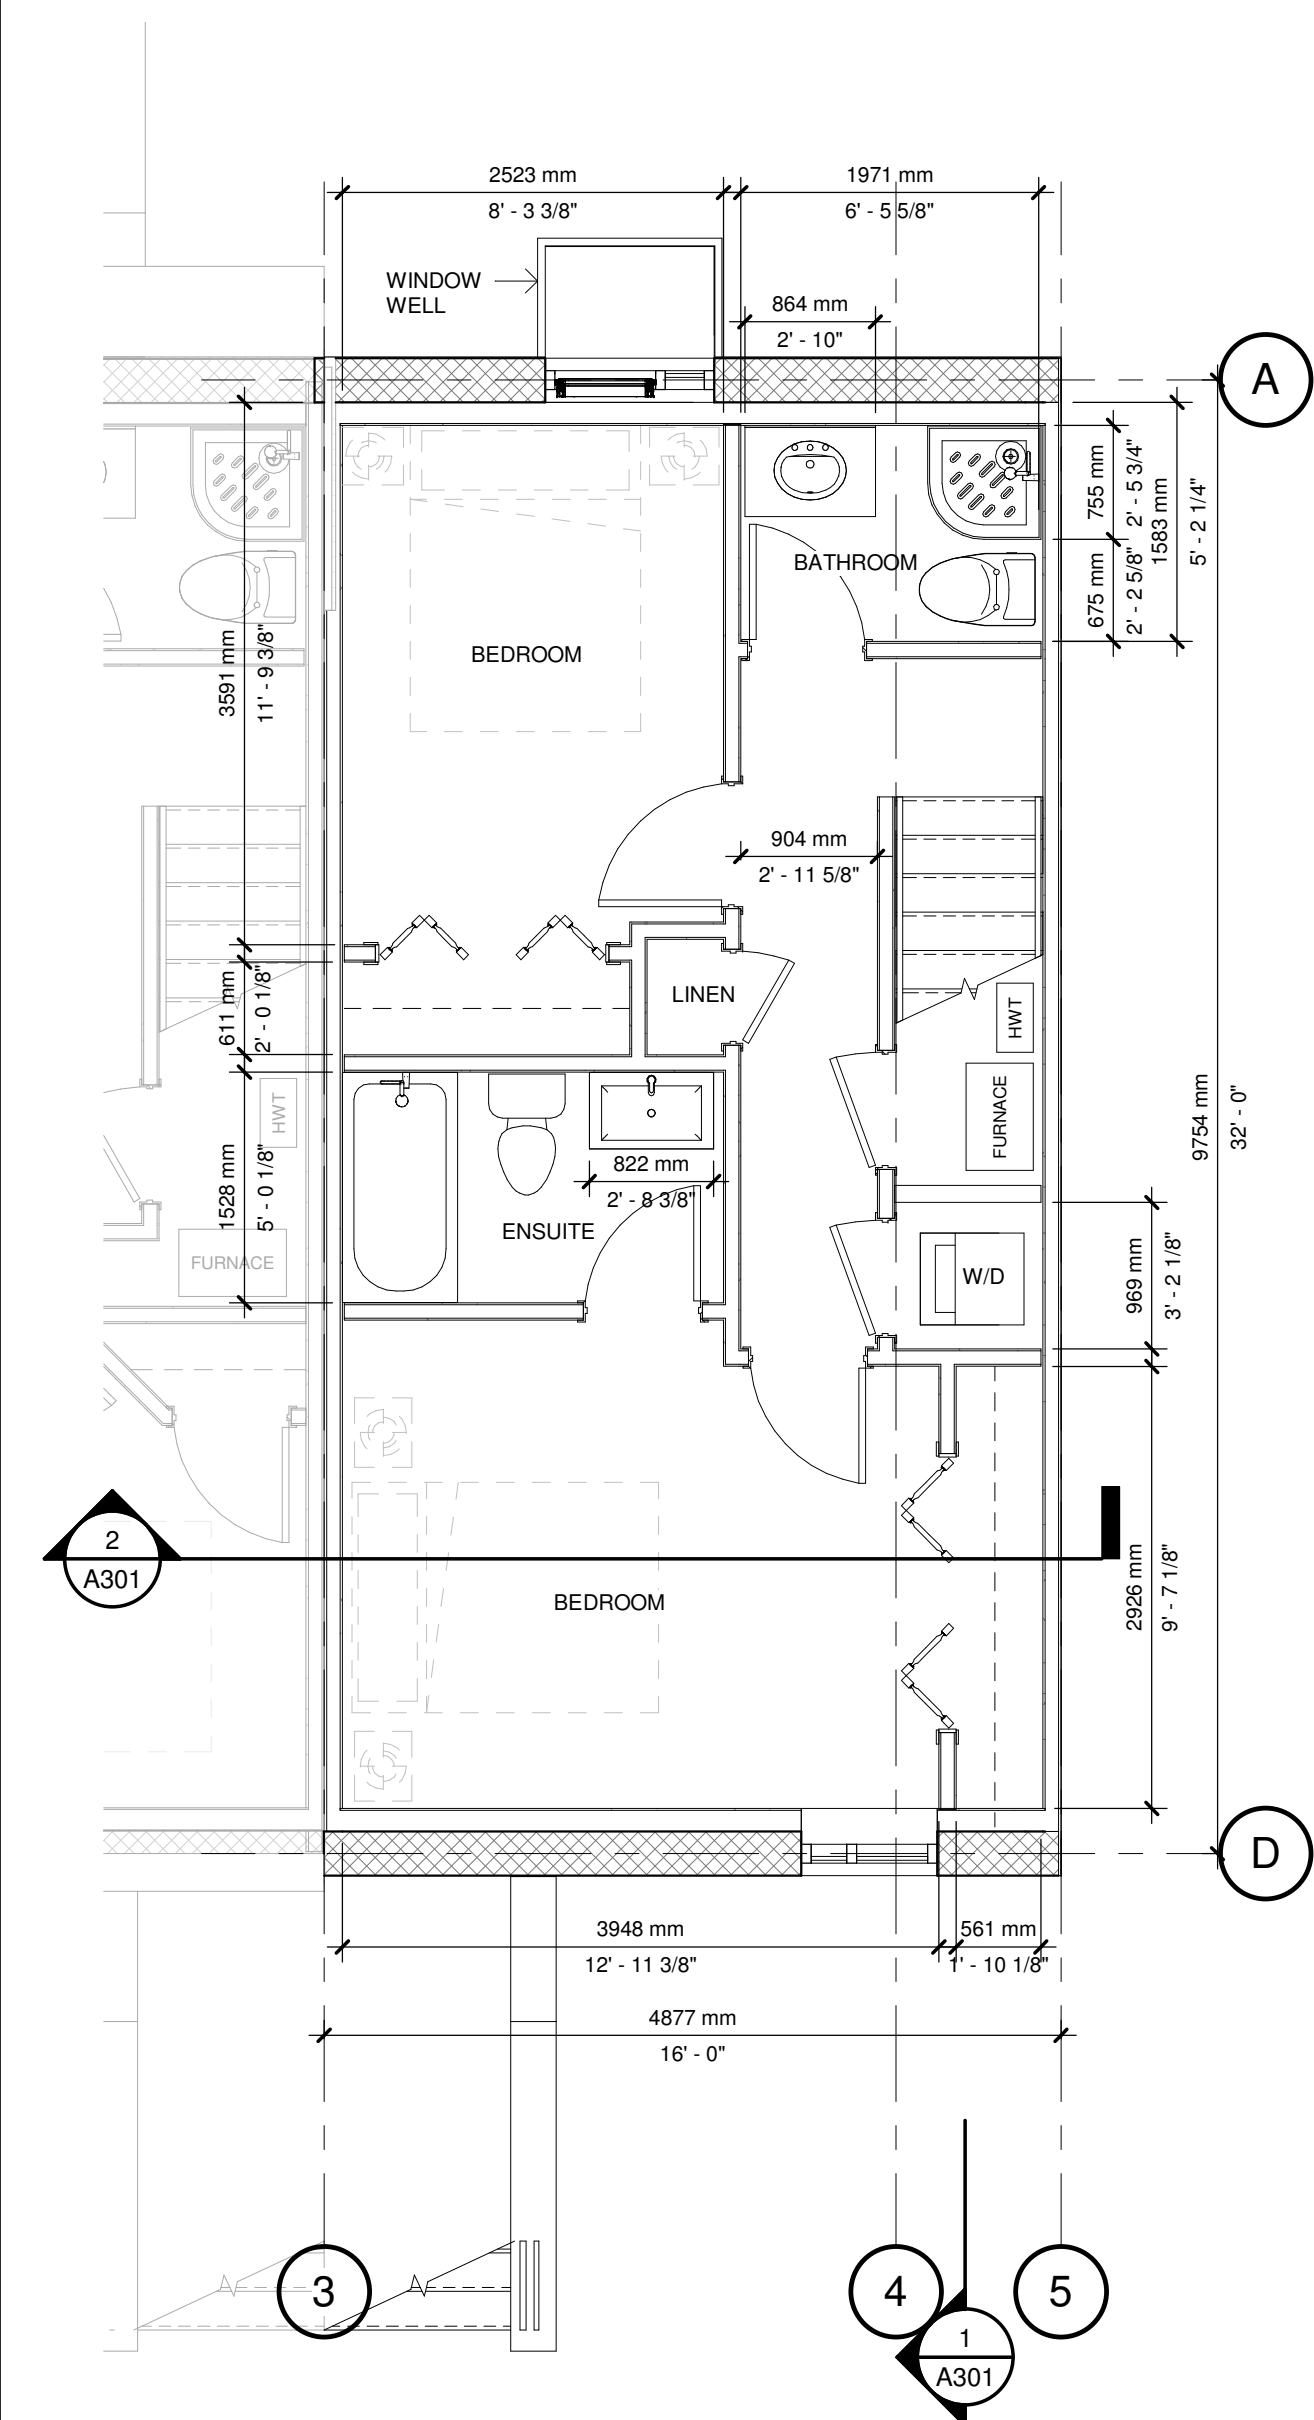 2523 mm
8' - 3 3/8"
1971 mm
6' - 5 5/8"
WINDOW
WELL
864 mm
2' - 10"
A
755 mm
2' - 5 3/4"
1583 mm
5' - 2 1/4"
BATHROOM
675 mm
2' - 2 5/8"
3591 mm
11' - 9 3/8"
BEDROOM
904 mm
2' - 11 5/8"
611 mm
2' - 0 1/8"
LINEN
HWT
HWT
FURNACE
9754 mm
32' - 0"
822 mm
2' - 8 3/8"
1528 mm
5' - 0 1/8"
ENSUITE
FURNACE
W/D
969 mm
3' - 2 1/8"
2
A301
BEDROOM
2926 mm
9' - 7 1/8"
D
3948 mm
12' - 11 3/8"
561 mm
1' - 10 1/8"
4877 mm
16' - 0"
3
4
5
1
A301